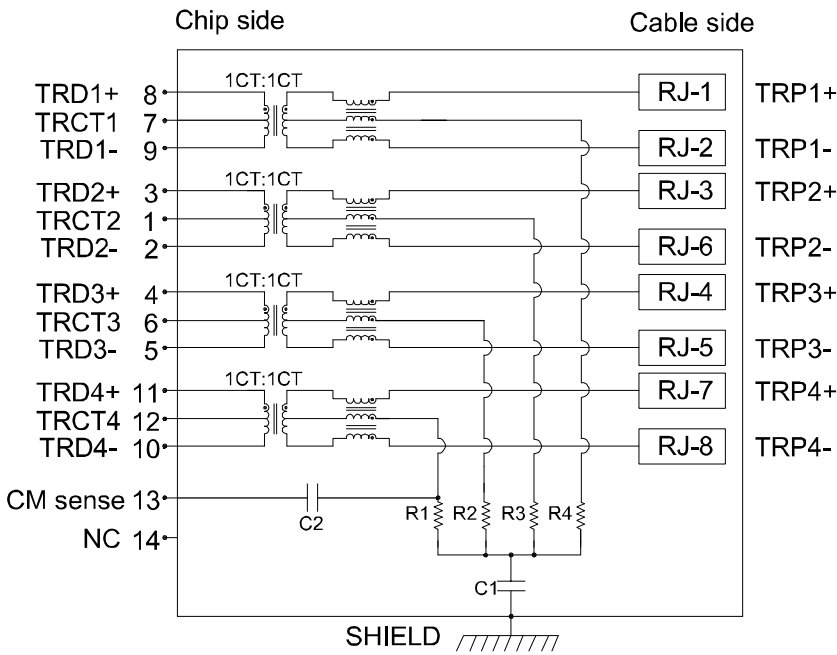 Chip side Cable side
1CT:1CT
TRD1+ 8 RJ-1 TRP1+
TRCT1 7
TRD1- 9 RJ-2 TRP1-
1CT:1CT
TRD2+ 3 RJ-3 TRP2+
TRCT2 1
TRD2- 2 RJ-6 TRP2-
1CT:1CT
TRD3+ 4 RJ-4 TRP3+
TRCT3 6
TRD3- 5 RJ-5 TRP3-
1CT:1CT
TRD4+ 11 RJ-7 TRP4+
TRCT4 12
TRD4- 10 RJ-8 TRP4-
CM sense 13
C2 R1 R2 R3 R4
NC 14
C1
SHIELD